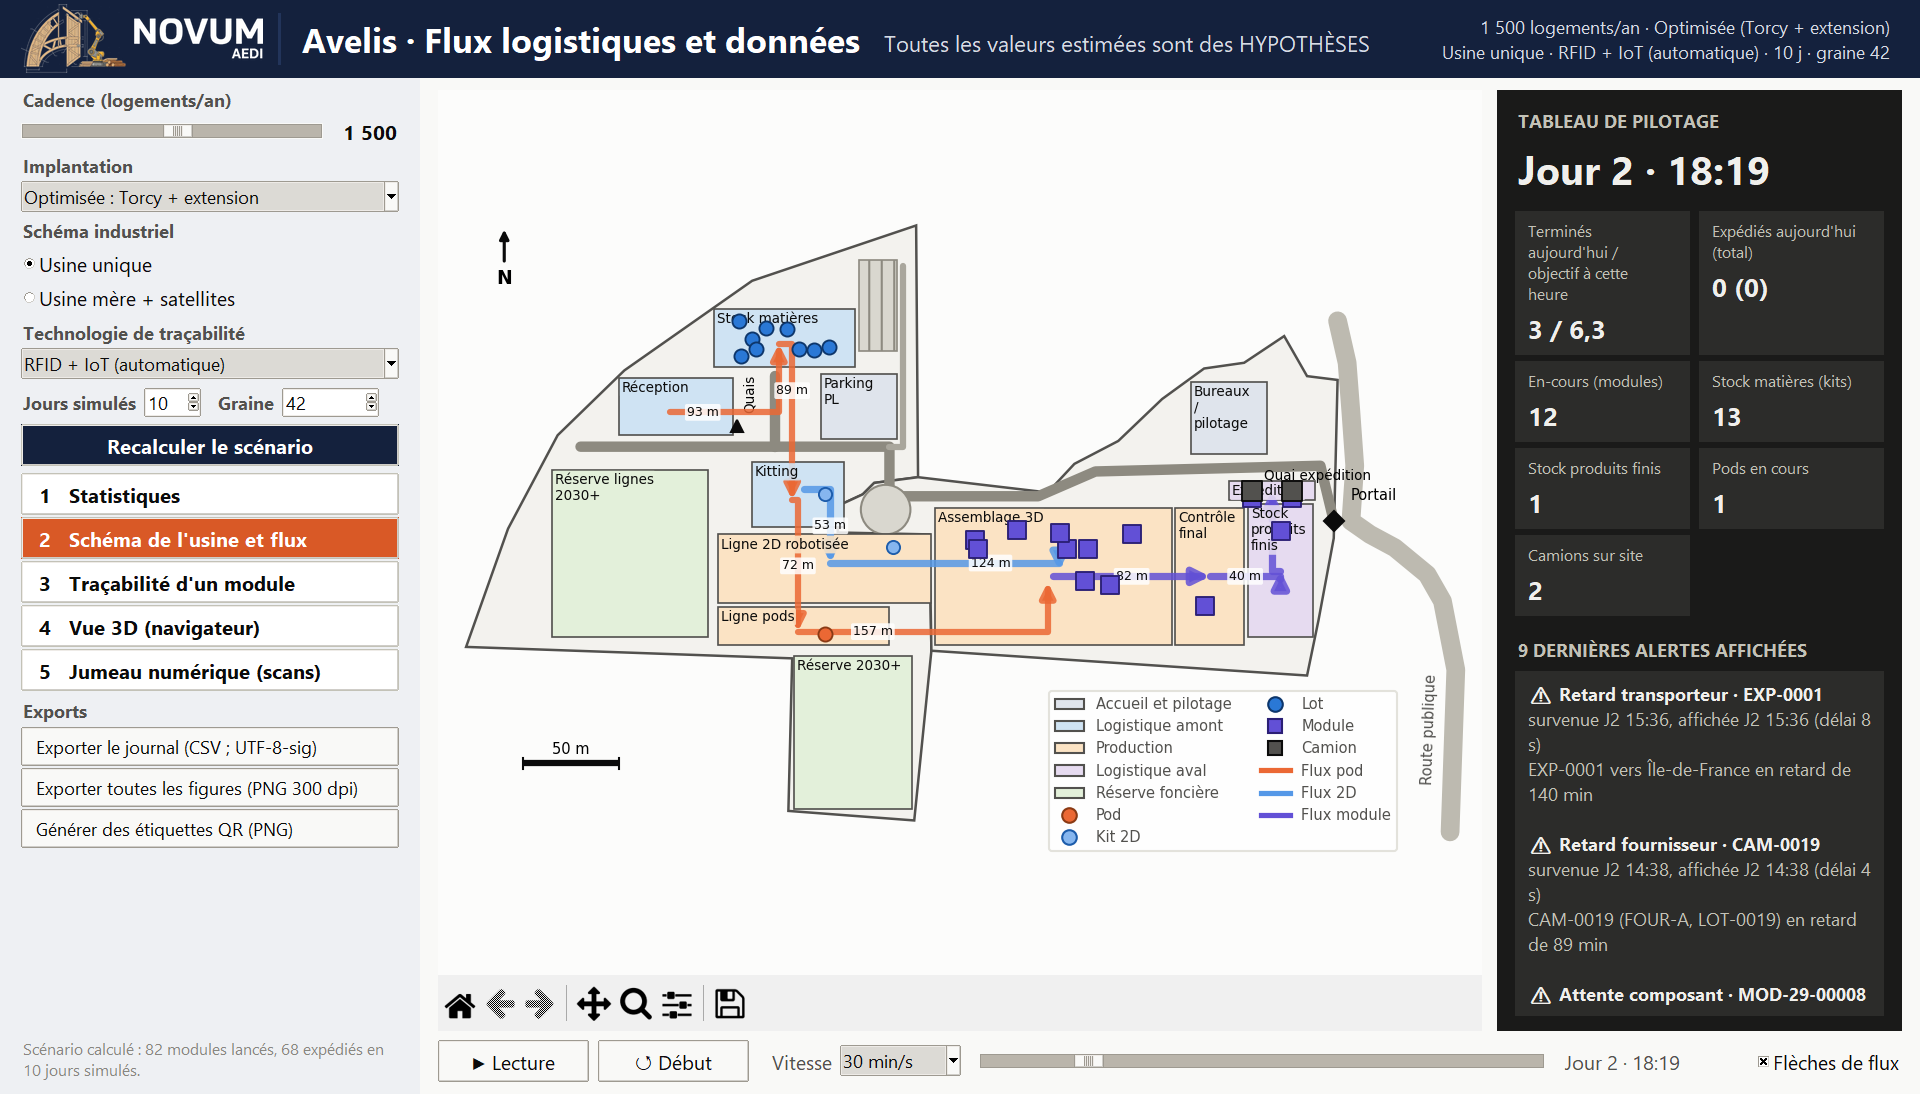 NOVUM
AEDI
Avelis · Flux logistiques et données
Toutes les valeurs estimées sont des HYPOTHÈSES
1 500 logements/an · Optimisée (Torcy + extension)
Usine unique · RFID + IoT (automatique) · 10 j · graine 42
Cadence (logements/an)
1 500
Implantation
Optimisée : Torcy + extension
Schéma industriel
Usine unique
Usine mère + satellites
Technologie de traçabilité
RFID + IoT (automatique)
Jours simulés 10 Graine 42
Recalculer le scénario
1 Statistiques
2 Schéma de l'usine et flux
3 Traçabilité d'un module
4 Vue 3D (navigateur)
5 Jumeau numérique (scans)
Exports
Exporter le journal (CSV ; UTF-8-sig)
Exporter toutes les figures (PNG 300 dpi)
Générer des étiquettes QR (PNG)
Scénario calculé : 82 modules lancés, 68 expédiés en
10 jours simulés.
N
Stock matières
Réception
Quais
Parking
PL
93 m
89 m
Kitting
53 m
Réserve lignes
2030+
Ligne 2D robotisée
72 m
Ligne pods
157 m
Réserve 2030+
Assemblage 3D
124 m
82 m
Contrôle
final
40 m
Stock
produits
finis
Expédition
Quai expédition
Portail
Bureaux
/
pilotage
Route publique
50 m
Accueil et pilotage
Logistique amont
Production
Logistique aval
Réserve foncière
Pod
Kit 2D
Lot
Module
Camion
Flux pod
Flux 2D
Flux module
Lecture
Début
Vitesse 30 min/s
Jour 2 · 18:19
Flèches de flux
TABLEAU DE PILOTAGE
Jour 2 · 18:19
Terminés
aujourd'hui /
objectif à cette
heure
3 / 6,3
Expédiés aujourd'hui
(total)
0 (0)
En-cours (modules)
12
Stock matières (kits)
13
Stock produits finis
1
Pods en cours
1
Camions sur site
2
9 DERNIÈRES ALERTES AFFICHÉES
⚠ Retard transporteur · EXP-0001
survenue J2 15:36, affichée J2 15:36 (délai 8
s)
EXP-0001 vers Île-de-France en retard de
140 min
⚠ Retard fournisseur · CAM-0019
survenue J2 14:38, affichée J2 14:38 (délai 4
s)
CAM-0019 (FOUR-A, LOT-0019) en retard
de 89 min
⚠ Attente composant · MOD-29-00008